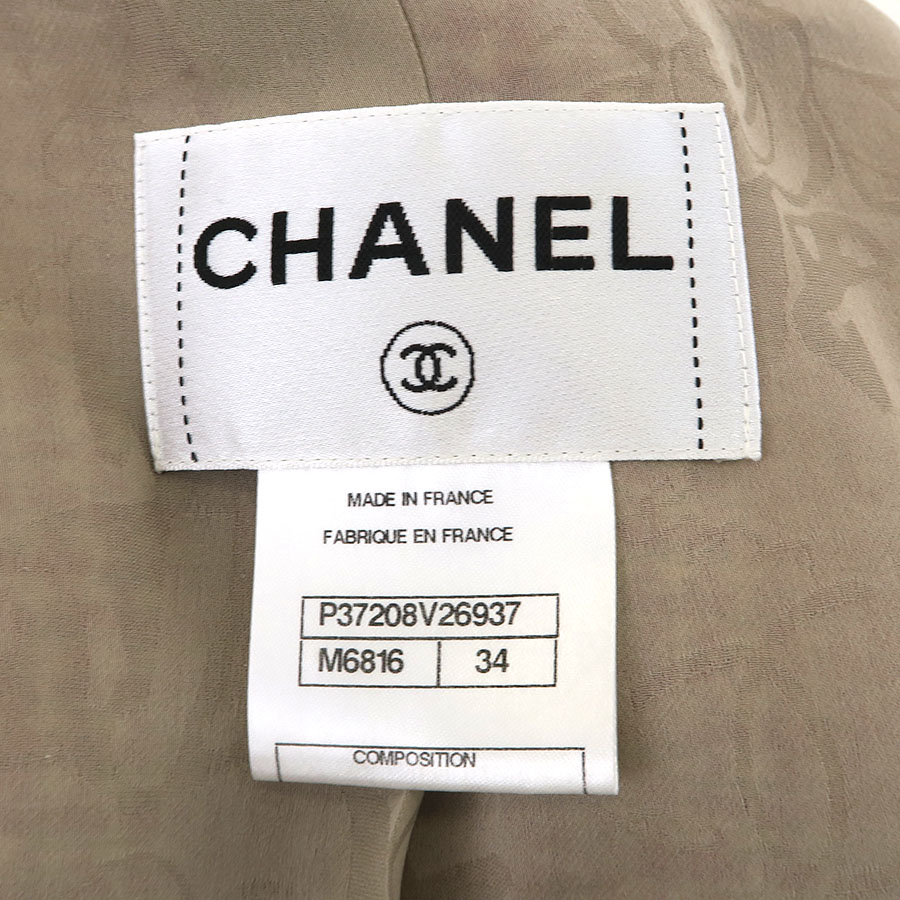 CHANEL
MADE IN FRANCE
FABRIQUE EN FRANCE
P37208V26937
M6816 34
COMPOSITION